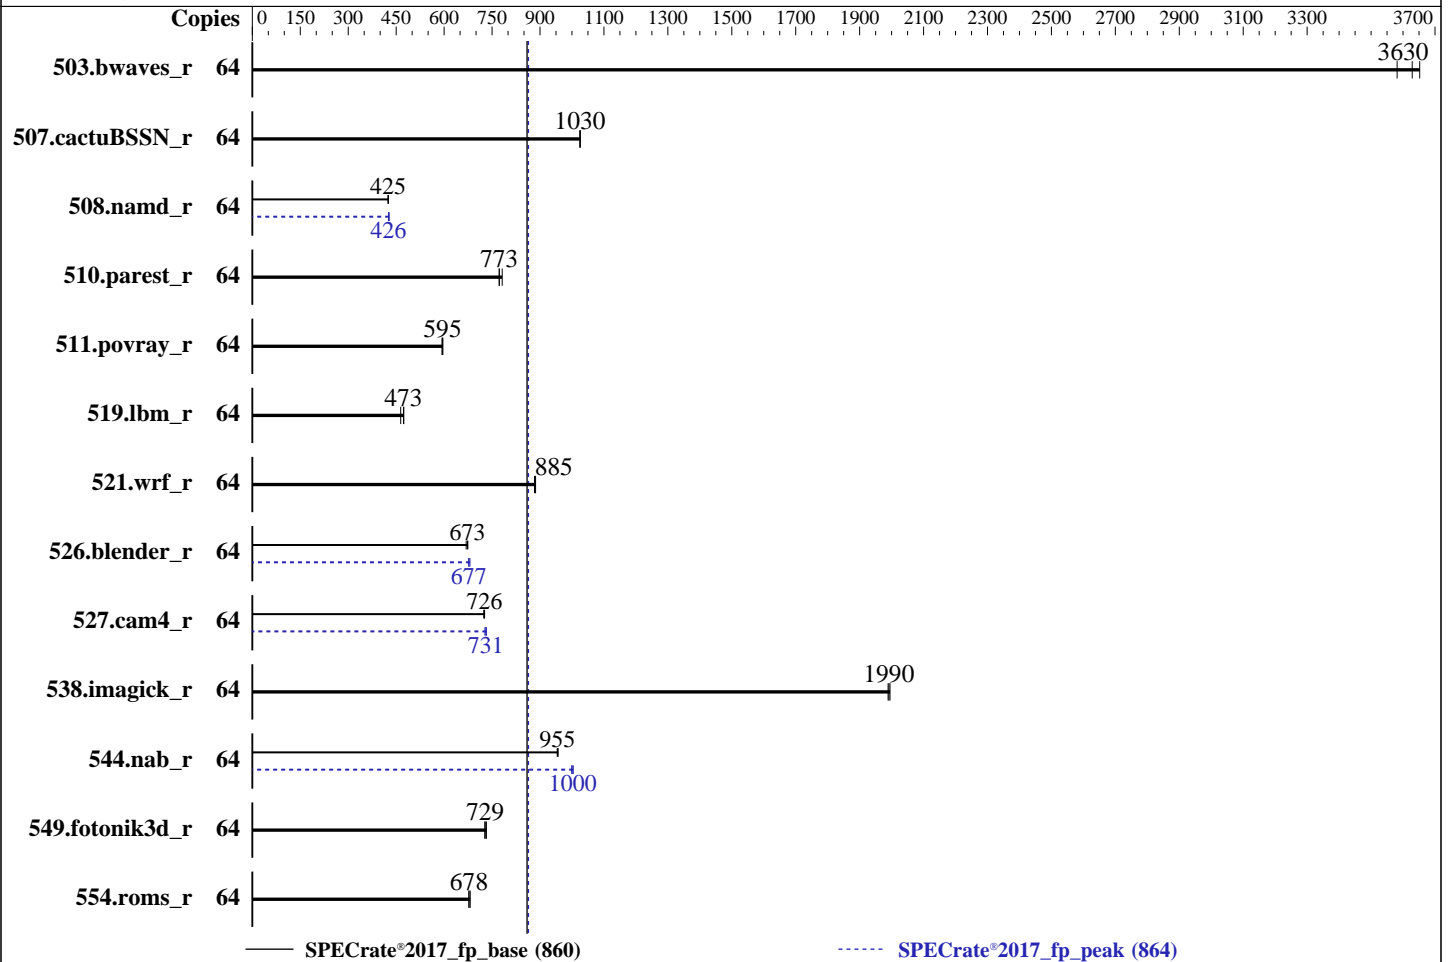 Copies 0 150 300 450 600 750 900 1100 1300 1500 1700 1900 2100 2300 2500 2700 2900 3100 3300 3700
503.bwaves_r 64 3630
507.cactuBSSN_r 64 1030
508.namd_r 64 425
426
510.parest_r 64 773
511.povray_r 64 595
519.lbm_r 64 473
521.wrf_r 64 885
526.blender_r 64 673
677
527.cam4_r 64 726
731
538.imagick_r 64 1990
544.nab_r 64 955
1000
549.fotonik3d_r 64 729
554.roms_r 64 678
SPECrate®2017_fp_base (860) SPECrate®2017_fp_peak (864)